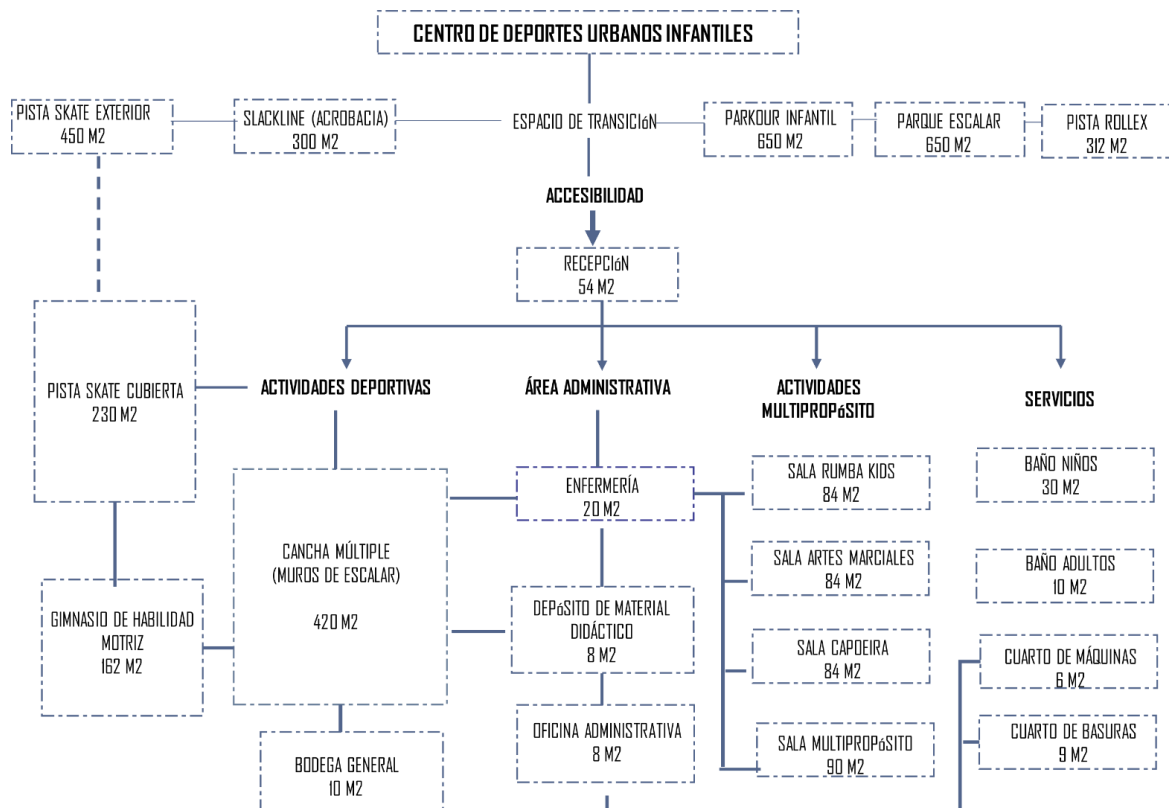 CENTRO DE DEPORTES URBANOS INFANTILES
PISTA SKATE EXTERIOR
450 M2
SLACKLINE (ACROBACIA)
300 M2
ESPACIO DE TRANSICIóN
PARKOUR INFANTIL
650 M2
PARQUE ESCALAR
650 M2
PISTA ROLLEX
312 M2
ACCESIBILIDAD
RECEPCIóN
54 M2
PISTA SKATE CUBIERTA
230 M2
ACTIVIDADES DEPORTIVAS
ÁREA ADMINISTRATIVA
ACTIVIDADES
MULTIPROPóSITO
SERVICIOS
CANCHA MÚLTIPLE
(MUROS DE ESCALAR)
420 M2
ENFERMERÍA
20 M2
SALA RUMBA KIDS
84 M2
BAÑO NIÑOS
30 M2
GIMNASIO DE HABILIDAD
MOTRIZ
162 M2
DEPóSITO DE MATERIAL
DIDÁCTICO
8 M2
SALA ARTES MARCIALES
84 M2
BAÑO ADULTOS
10 M2
SALA CAPOEIRA
84 M2
CUARTO DE MÁQUINAS
6 M2
BODEGA GENERAL
10 M2
OFICINA ADMINISTRATIVA
8 M2
SALA MULTIPROPóSITO
90 M2
CUARTO DE BASURAS
9 M2